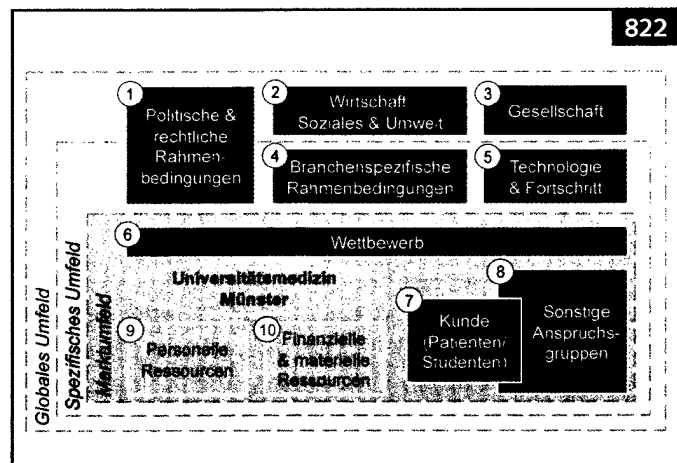 822
1
Politische &
rechtliche
Rahmen-
bedingungen
2
Wirtschaft
Soziales & Umwelt
3
Gesellschaft
4
Branchenspezifische
Rahmenbedingungen
5
Technologie
& Fortschritt
6
Wettbewerb
Universitätsmedizin
Münster
7
Kunde
(Patienten/
Studenten)
8
Sonstige
Anspruchs-
gruppen
9
Personelle
Ressourcen
10
Finanzielle
& materielle
Ressourcen
Globales Umfeld
Spezifisches Umfeld
Marktumfeld